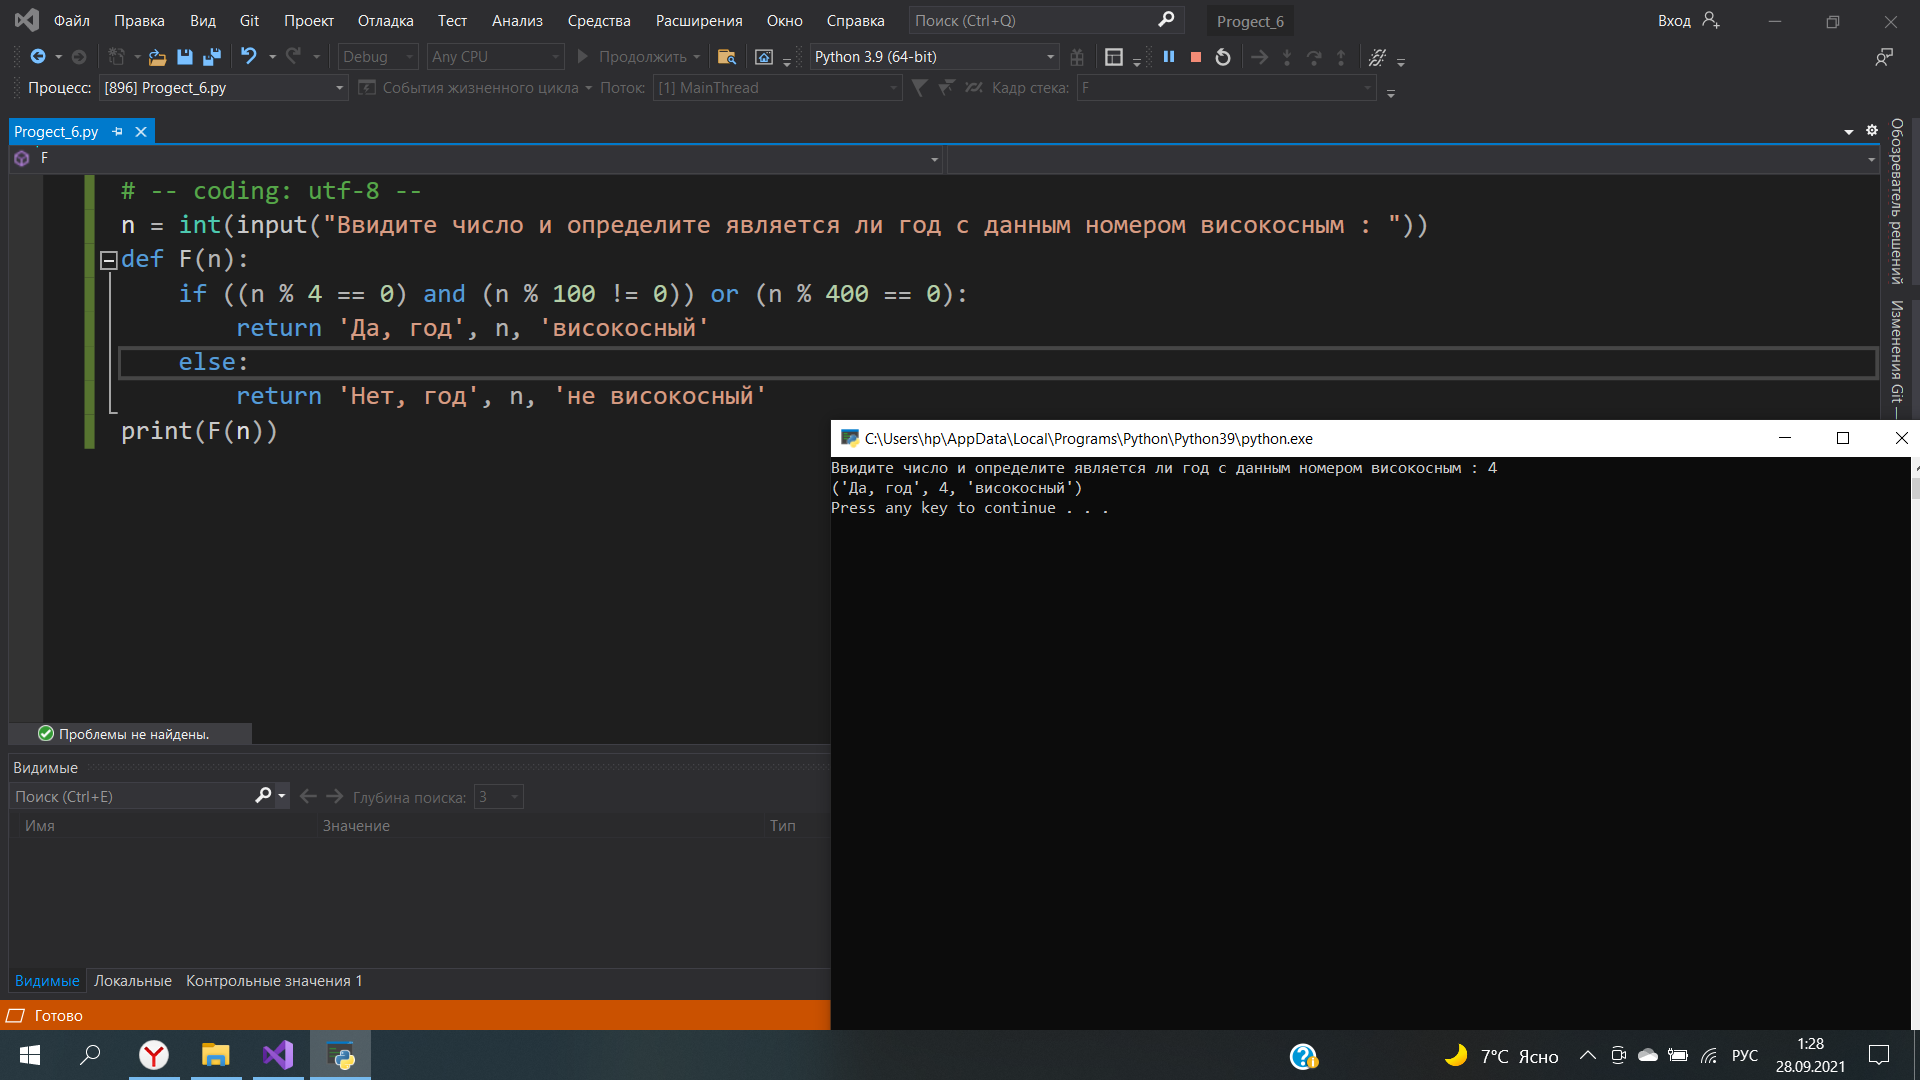 Файл Правка Вид Git Проект Отладка Тест Анализ Средства Расширения Окно Справка Поиск (Ctrl+Q) Progect_6 Вход
Debug Any CPU Продолжить Python 3.9 (64-bit)
Процесс: [896] Progect_6.py События жизненного цикла Поток: [1] MainThread Кадр стека: F
Progect_6.py
F
# -- coding: utf-8 --
n = int(input("Ввидите число и определите является ли год с данным номером високосным : "))
def F(n):
if ((n % 4 == 0) and (n % 100 != 0)) or (n % 400 == 0):
return 'Да, год', n, 'високосный'
else:
return 'Нет, год', n, 'не високосный'
print(F(n))
Обозреватель решений
Изменения Git —
C:\Users\hp\AppData\Local\Programs\Python\Python39\python.exe
Ввидите число и определите является ли год с данным номером високосным : 4
('Да, год', 4, 'високосный')
Press any key to continue . . .
Проблемы не найдены.
Видимые
Поиск (Ctrl+E) Глубина поиска: 3
Имя Значение Тип
Видимые Локальные Контрольные значения 1
Готово
7°C Ясно РУС 1:28
28.09.2021